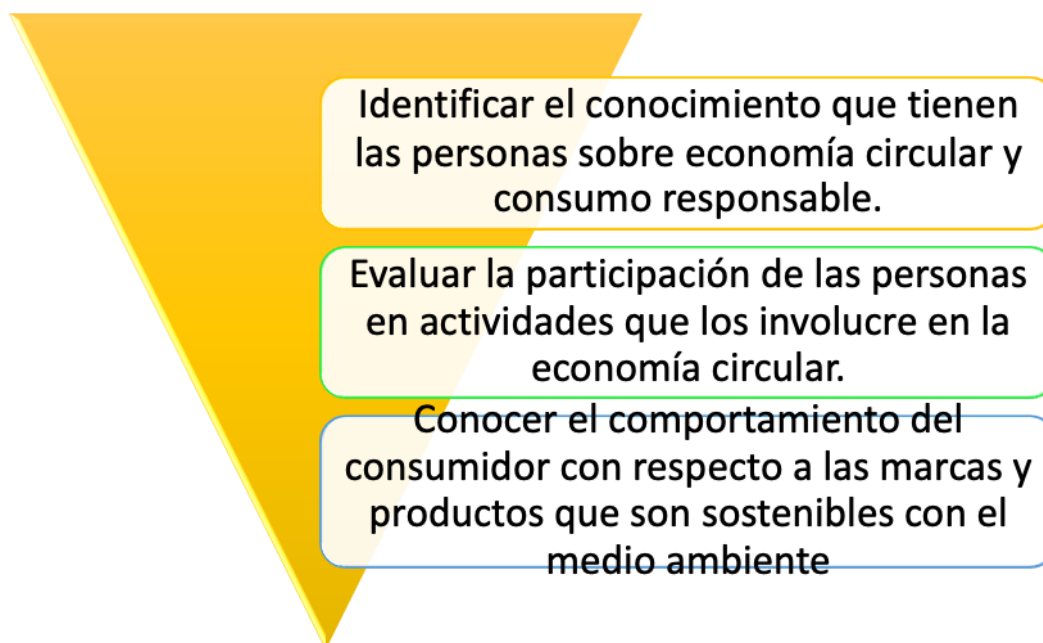 Identificar el conocimiento que tienen
las personas sobre economía circular y
consumo responsable.
Evaluar la participación de las personas
en actividades que los involucre en la
economía circular.
Conocer el comportamiento del
consumidor con respecto a las marcas y
productos que son sostenibles con el
medio ambiente